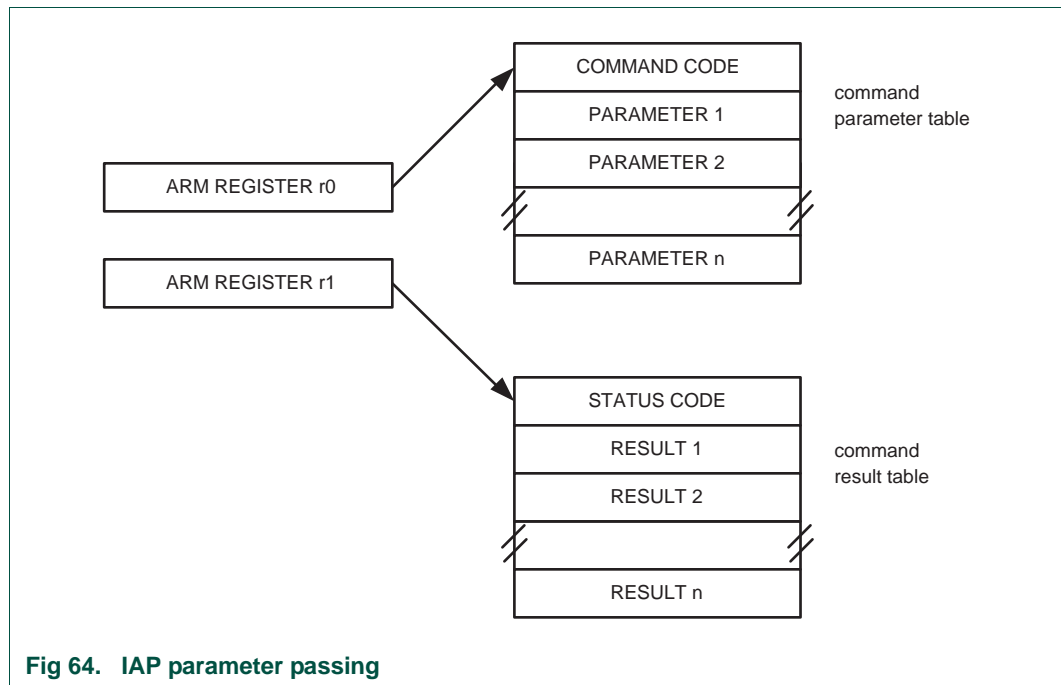 COMMAND CODE
PARAMETER 1
PARAMETER 2
PARAMETER n
command
parameter table
ARM REGISTER r0
ARM REGISTER r1
STATUS CODE
RESULT 1
RESULT 2
RESULT n
command
result table
Fig 64. IAP parameter passing